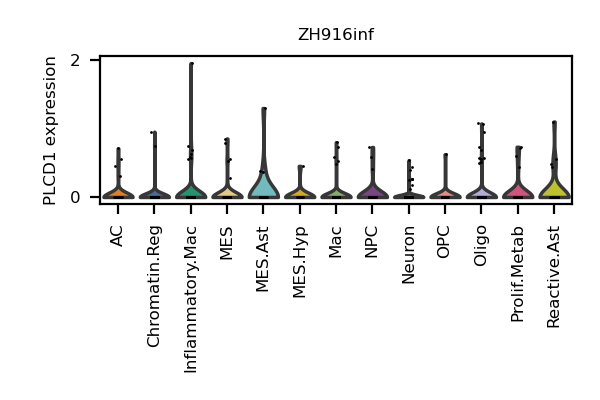 ZH916inf
PLCD1 expression
2
0
AC
Chromatin.Reg
Inflammatory.Mac
MES
MES.Ast
MES.Hyp
Mac
NPC
Neuron
OPC
Oligo
Prolif.Metab
Reactive.Ast